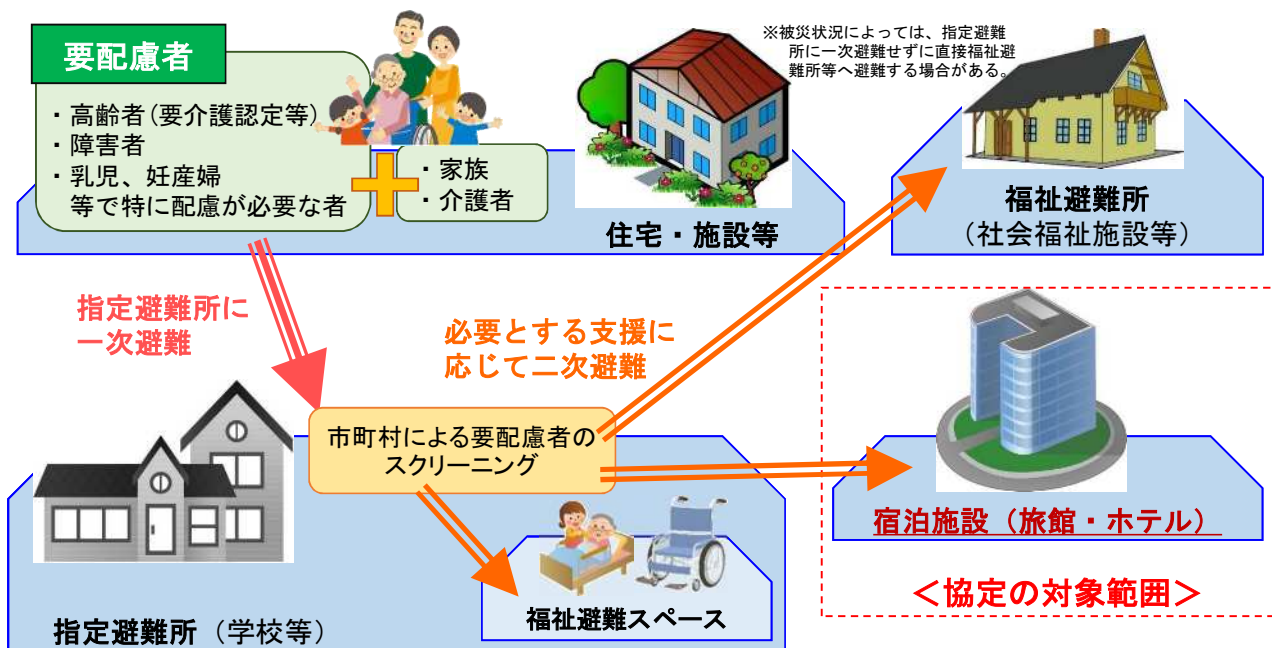 要配慮者
・高齢者(要介護認定等)
・障害者
・乳児、妊産婦
等で特に配慮が必要な者
・家族
・介護者
住宅・施設等
※被災状況によっては、指定避難
所に一次避難せずに直接福祉避
難所等へ避難する場合がある。
福祉避難所
(社会福祉施設等)
指定避難所に
一次避難
必要とする支援に
応じて二次避難
市町村による要配慮者の
スクリーニング
宿泊施設(旅館・ホテル)
<協定の対象範囲>
福祉避難スペース
指定避難所(学校等)